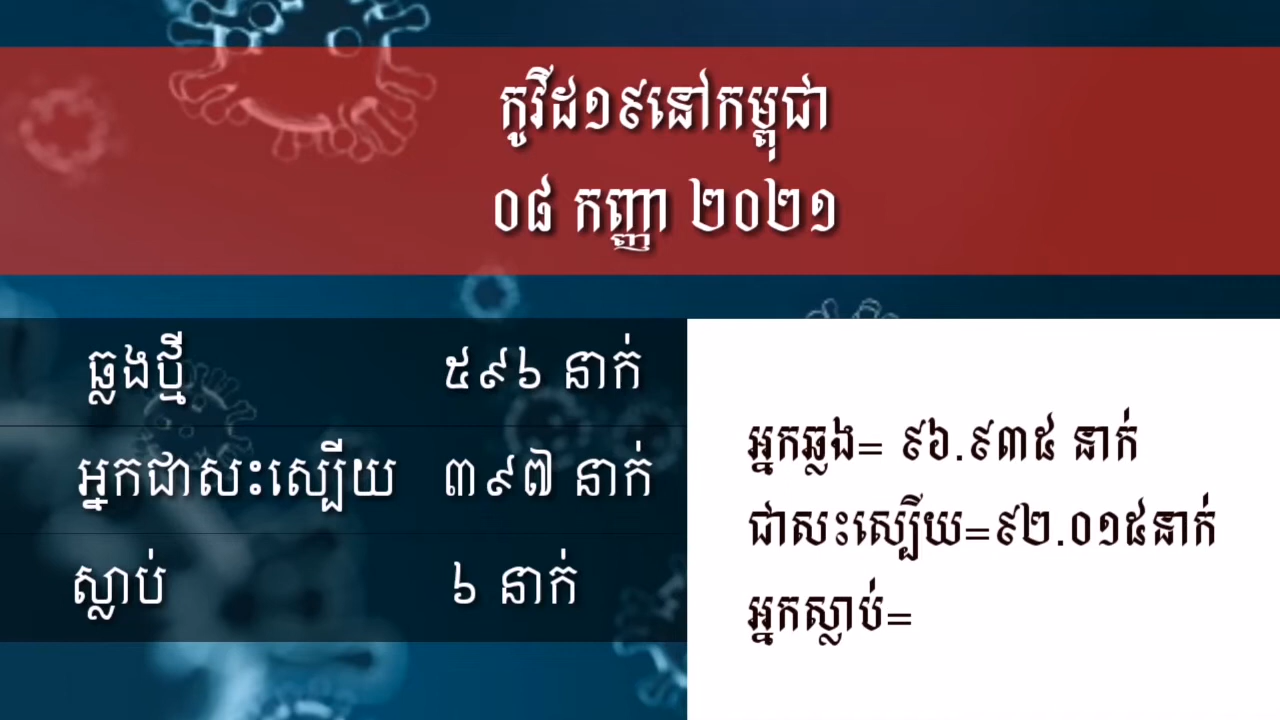 កូវីដ១៩នៅកម្ពុជា
០៨ កញ្ញា ២០២១
ឆ្លងថ្មី ៥៩៦ នាក់
អ្នកជាសះស្បើយ ៣៩៧ នាក់
ស្លាប់ ៦ នាក់
អ្នកឆ្លង= ៩៦.៩៣៥ នាក់
ជាសះស្បើយ=៩២.០១៥នាក់
អ្នកស្លាប់=